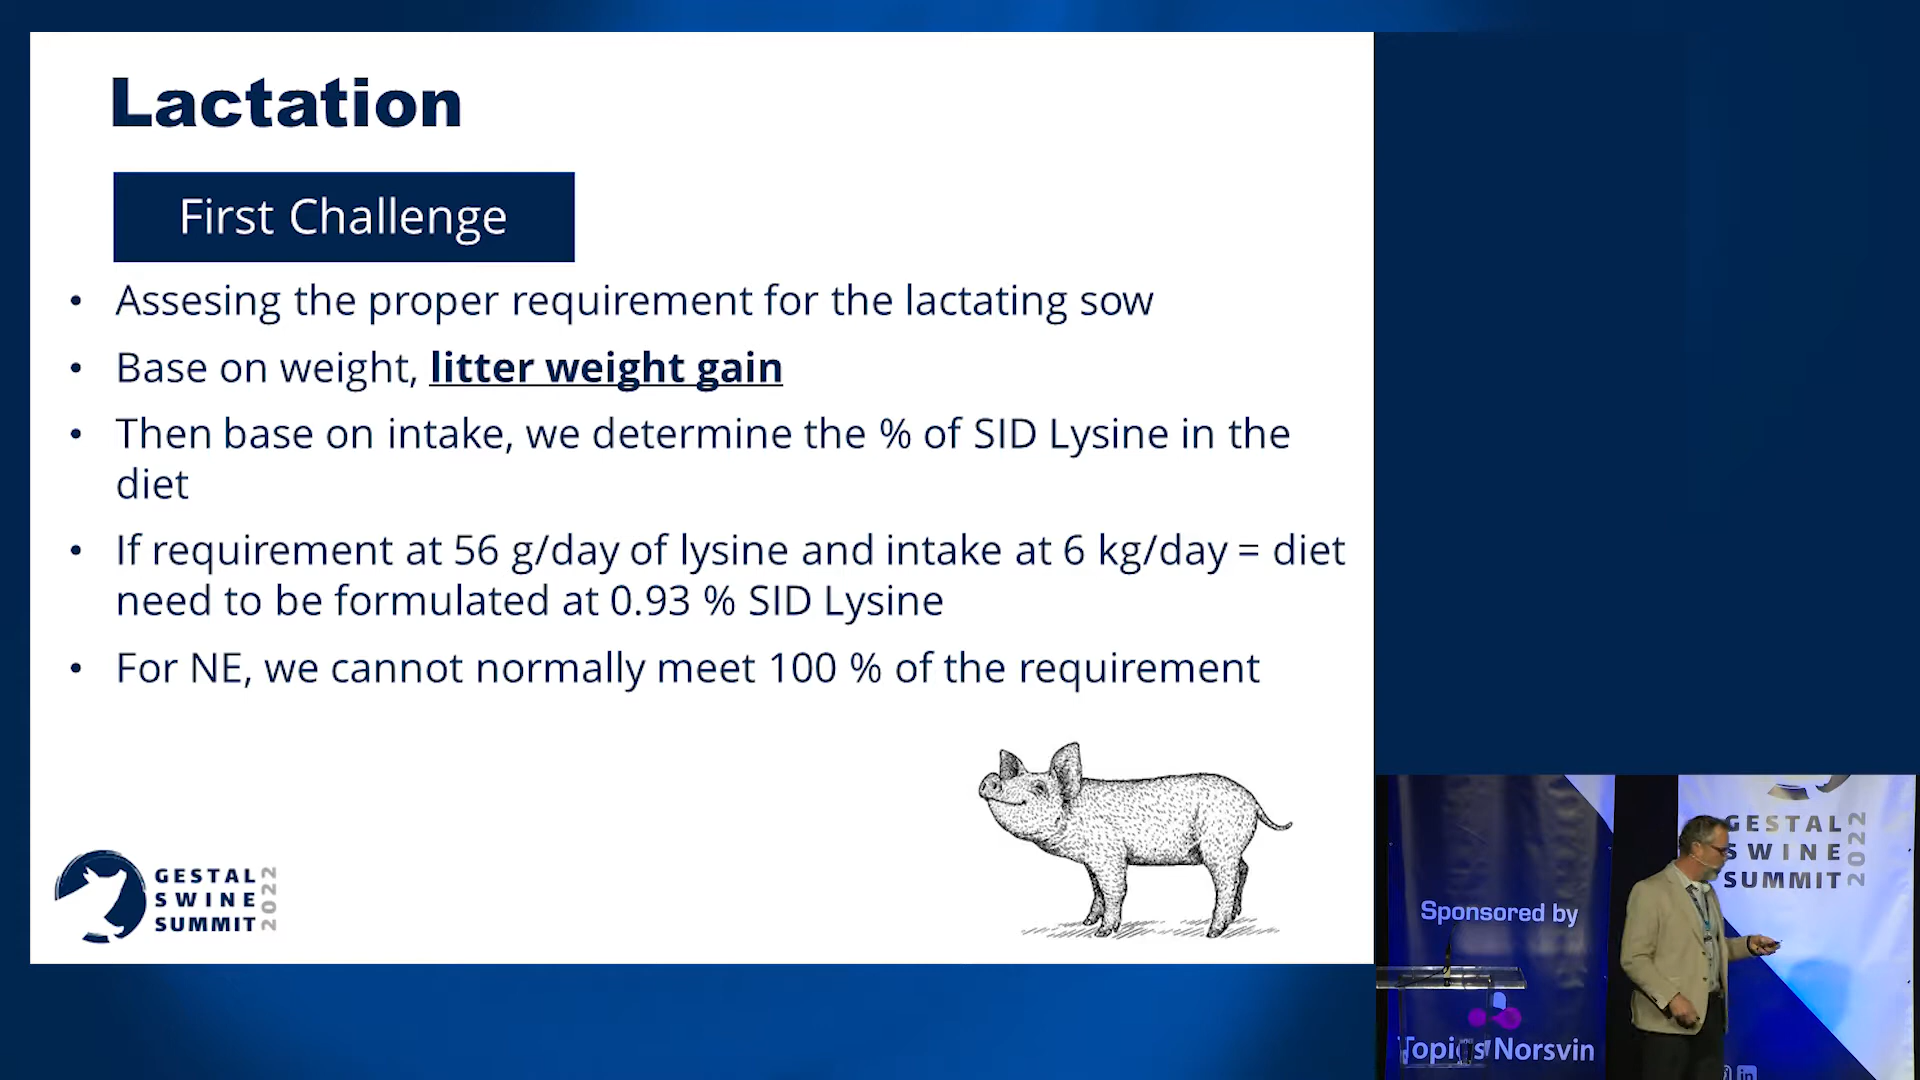 Lactation
First Challenge
• Assesing the proper requirement for the lactating sow
• Base on weight, litter weight gain
• Then base on intake, we determine the % of SID Lysine in the
diet
• If requirement at 56 g/day of lysine and intake at 6 kg/day = diet
need to be formulated at 0.93 % SID Lysine
• For NE, we cannot normally meet 100 % of the requirement
GESTAL
SWINE
SUMMIT
2022
GESTAL
SWINE
SUMMIT
2022
Sponsored by
Topigs Norsvin
in